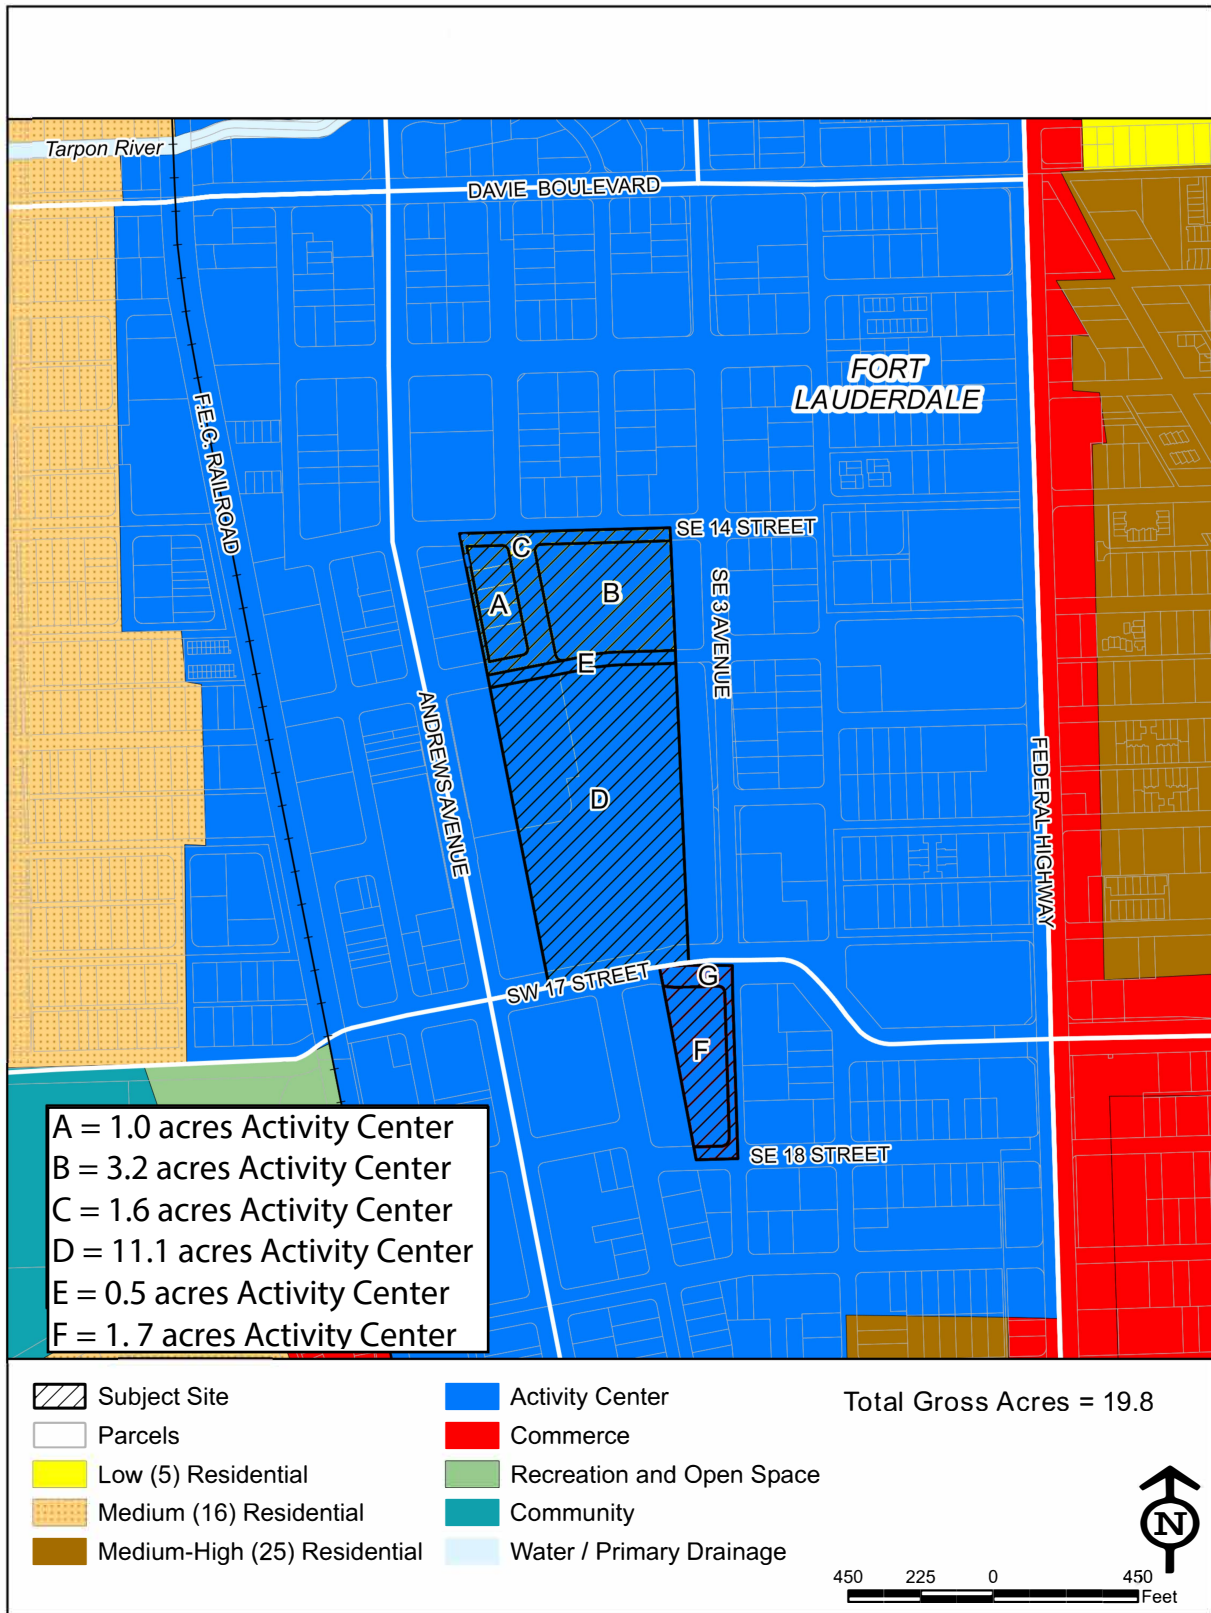 Tarpon River
DAVIE BOULEVARD
FORT
LAUDERDALE
F.E.C. RAILROAD
SE 14 STREET
C
A
B
SE 3 AVENUE
E
ANDREWS AVENUE
D
FEDERAL HIGHWAY
SW 17 STREET
G
F
SE 18 STREET
A = 1.0 acres Activity Center
B = 3.2 acres Activity Center
C = 1.6 acres Activity Center
D = 11.1 acres Activity Center
E = 0.5 acres Activity Center
F = 1. 7 acres Activity Center
Subject Site
Parcels
Low (5) Residential
Medium (16) Residential
Medium-High (25) Residential
Activity Center
Commerce
Recreation and Open Space
Community
Water / Primary Drainage
Total Gross Acres = 19.8
N
450 225 0 450
Feet